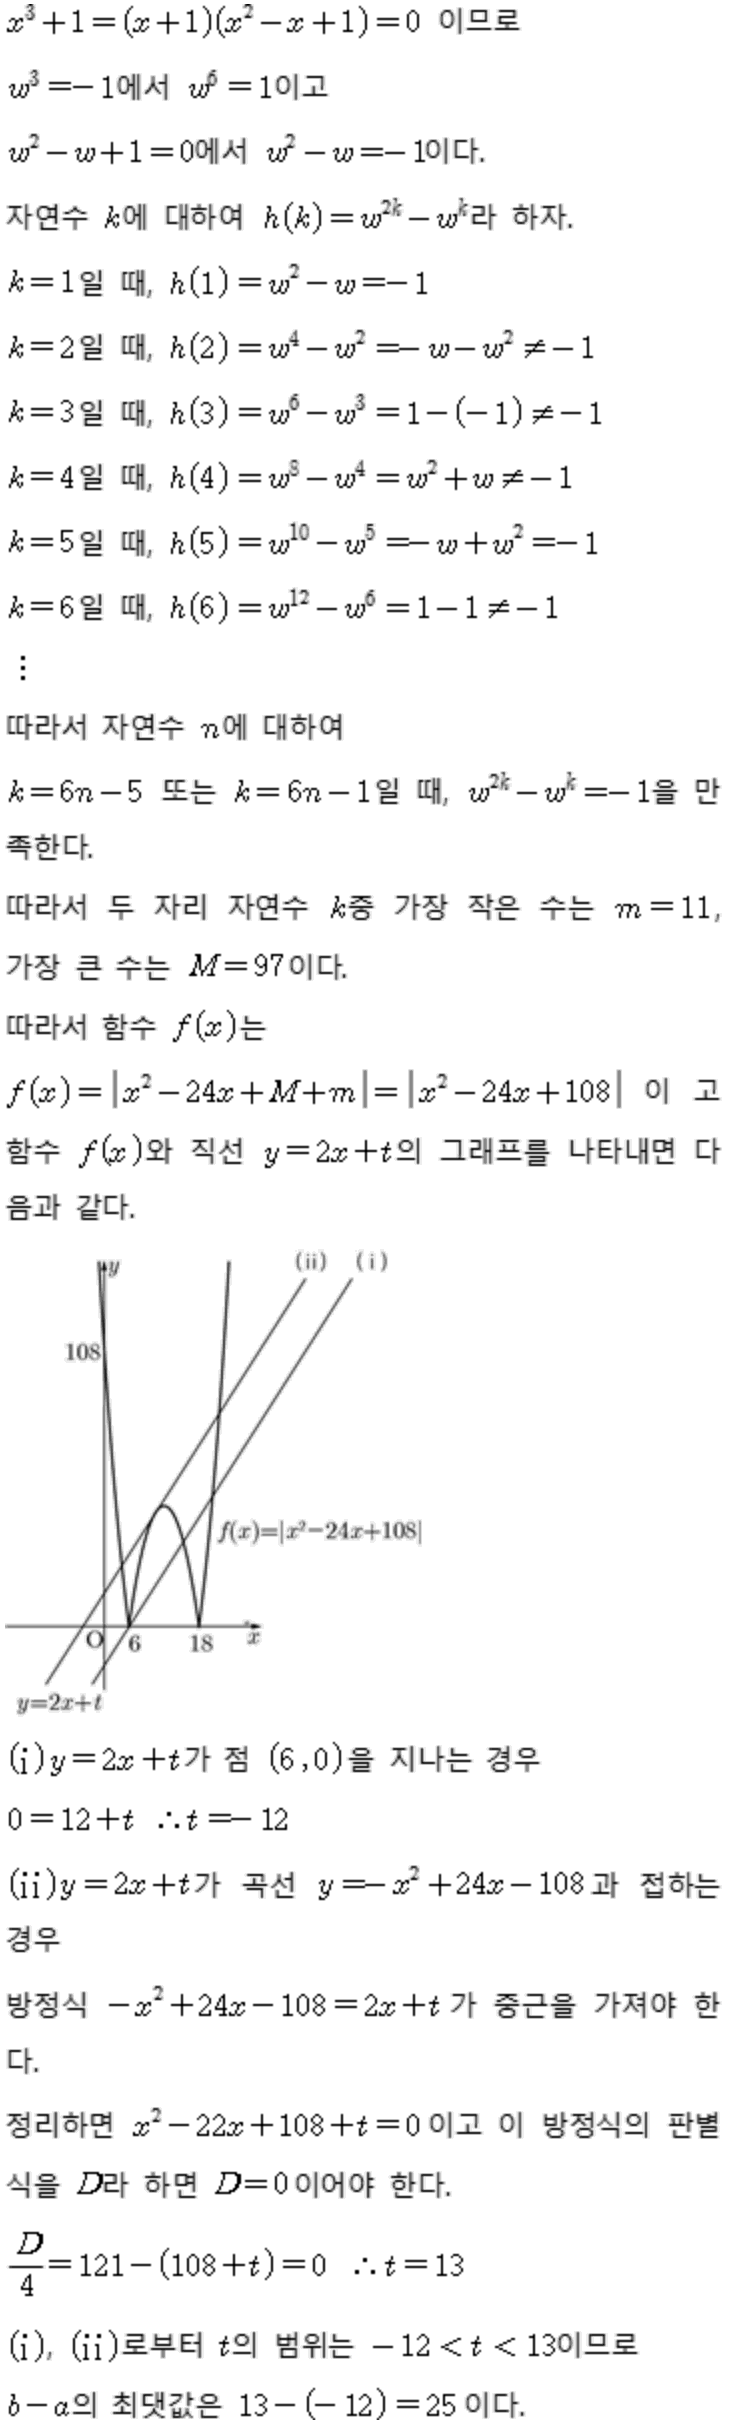 x³+1=(x+1)(x²−x+1)=0 이므로
w³=−1에서 w⁶=1이고
w²−w+1=0에서 w²−w=−1이다.
자연수 k에 대하여 h(k)=w²ᵏ−wᵏ라 하자.
k=1일 때, h(1)=w²−w=−1
k=2일 때, h(2)=w⁴−w²=−w−w²≠−1
k=3일 때, h(3)=w⁶−w³=1−(−1)≠−1
k=4일 때, h(4)=w⁸−w⁴=w²+w≠−1
k=5일 때, h(5)=w¹⁰−w⁵=−w+w²=−1
k=6일 때, h(6)=w¹²−w⁶=1−1≠−1
⋮
따라서 자연수 n에 대하여
k=6n−5 또는 k=6n−1일 때, w²ᵏ−wᵏ=−1을 만
족한다.
따라서 두 자리 자연수 k중 가장 작은 수는 m=11,
가장 큰 수는 M=97이다.
따라서 함수 f(x)는
f(x)=|x²−24x+M+m|=|x²−24x+108| 이 고
함수 f(x)와 직선 y=2x+t의 그래프를 나타내면 다
음과 같다.
(ii) (i)
y
108
f(x)=|x²−24x+108|
O 6 18 x
y=2x+t
(i)y=2x+t가 점 (6,0)을 지나는 경우
0=12+t ∴t=−12
(ii)y=2x+t가 곡선 y=−x²+24x−108과 접하는
경우
방정식 −x²+24x−108=2x+t가 중근을 가져야 한
다.
정리하면 x²−22x+108+t=0이고 이 방정식의 판별
식을 D라 하면 D=0이어야 한다.
D/4=121−(108+t)=0 ∴t=13
(i), (ii)로부터 t의 범위는 −12<t<13이므로
b−a의 최댓값은 13−(−12)=25이다.